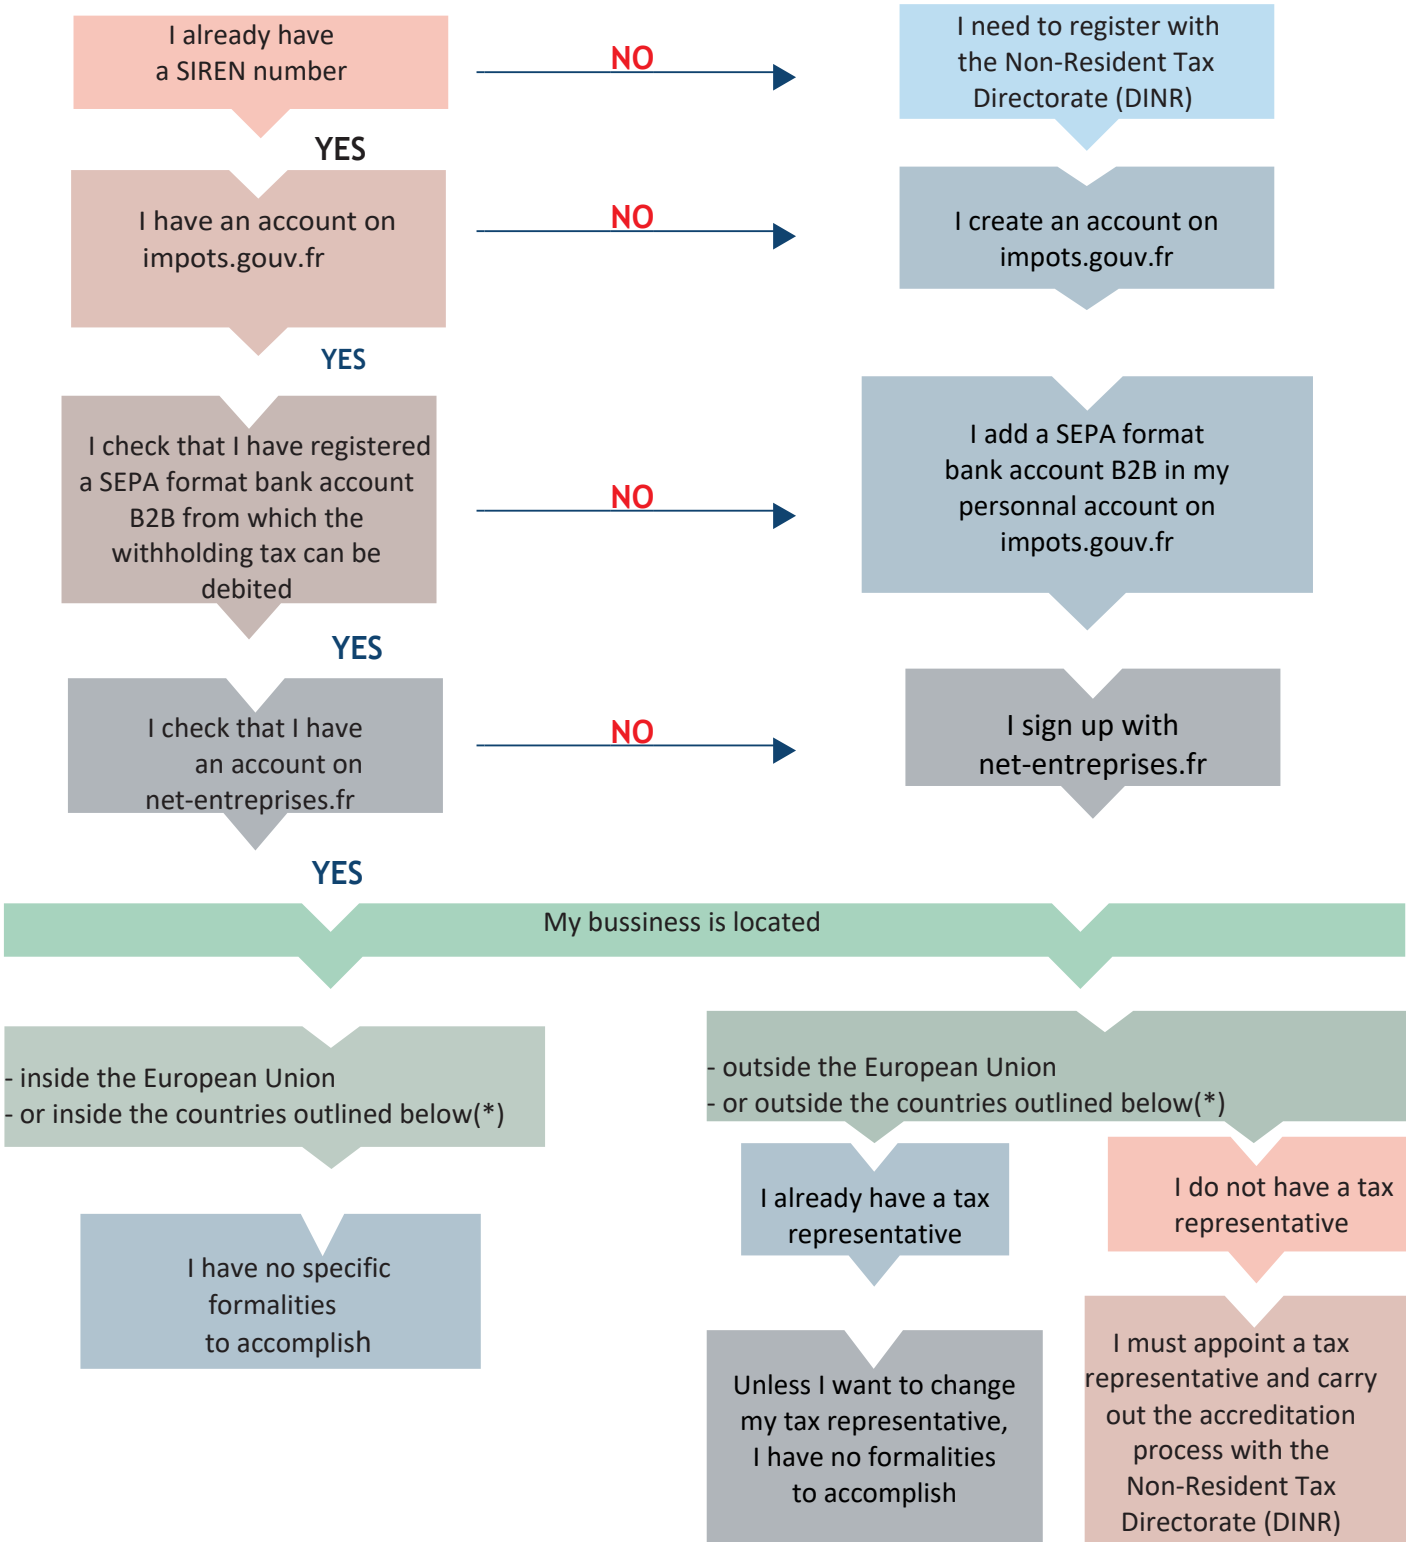 I already have
a SIREN number
NO
I need to register with
the Non-Resident Tax
Directorate (DINR)
YES
I have an account on
impots.gouv.fr
NO
I create an account on
impots.gouv.fr
YES
I check that I have registered
a SEPA format bank account
B2B from which the
withholding tax can be
debited
NO
I add a SEPA format
bank account B2B in my
personnal account on
impots.gouv.fr
YES
I check that I have
an account on
net-entreprises.fr
NO
I sign up with
net-entreprises.fr
YES
My bussiness is located
- inside the European Union
- or inside the countries outlined below(*)
I have no specific
formalities
to accomplish
- outside the European Union
- or outside the countries outlined below(*)
I already have a tax
representative
Unless I want to change
my tax representative,
I have no formalities
to accomplish
I do not have a tax
representative
I must appoint a tax
representative and carry
out the accreditation
process with the
Non-Resident Tax
Directorate (DINR)